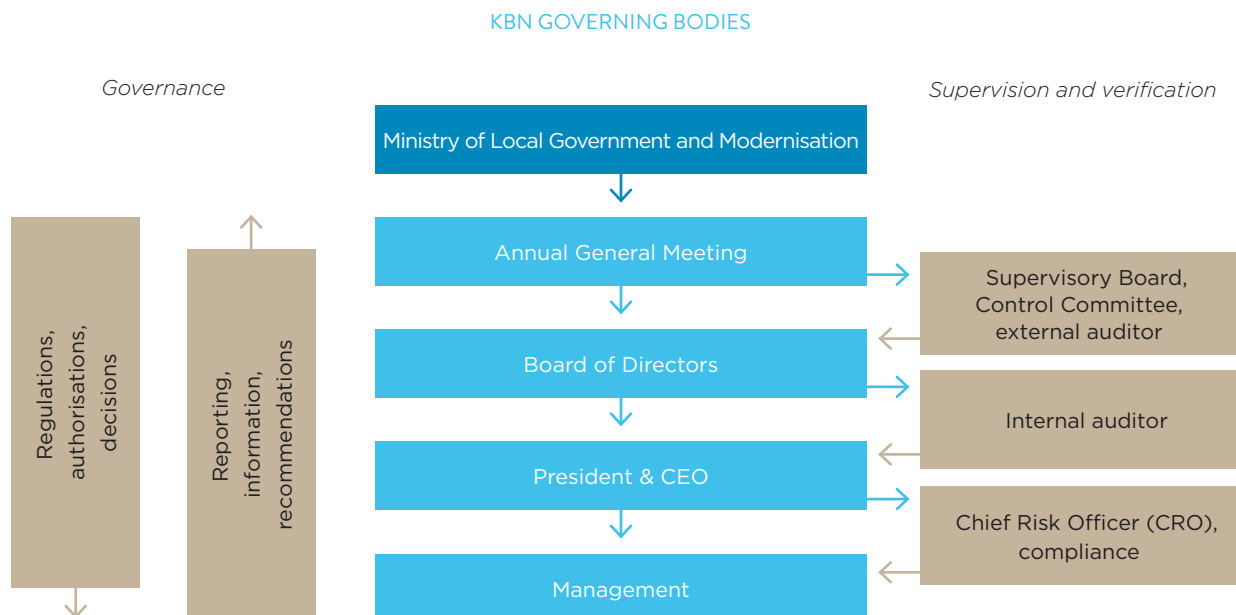 KBN GOVERNING BODIES
Governance
Supervision and verification
Ministry of Local Government and Modernisation
Annual General Meeting
Board of Directors
President & CEO
Management
Regulations,
authorisations,
decisions
Reporting,
information,
recommendations
Supervisory Board,
Control Committee,
external auditor
Internal auditor
Chief Risk Officer (CRO),
compliance